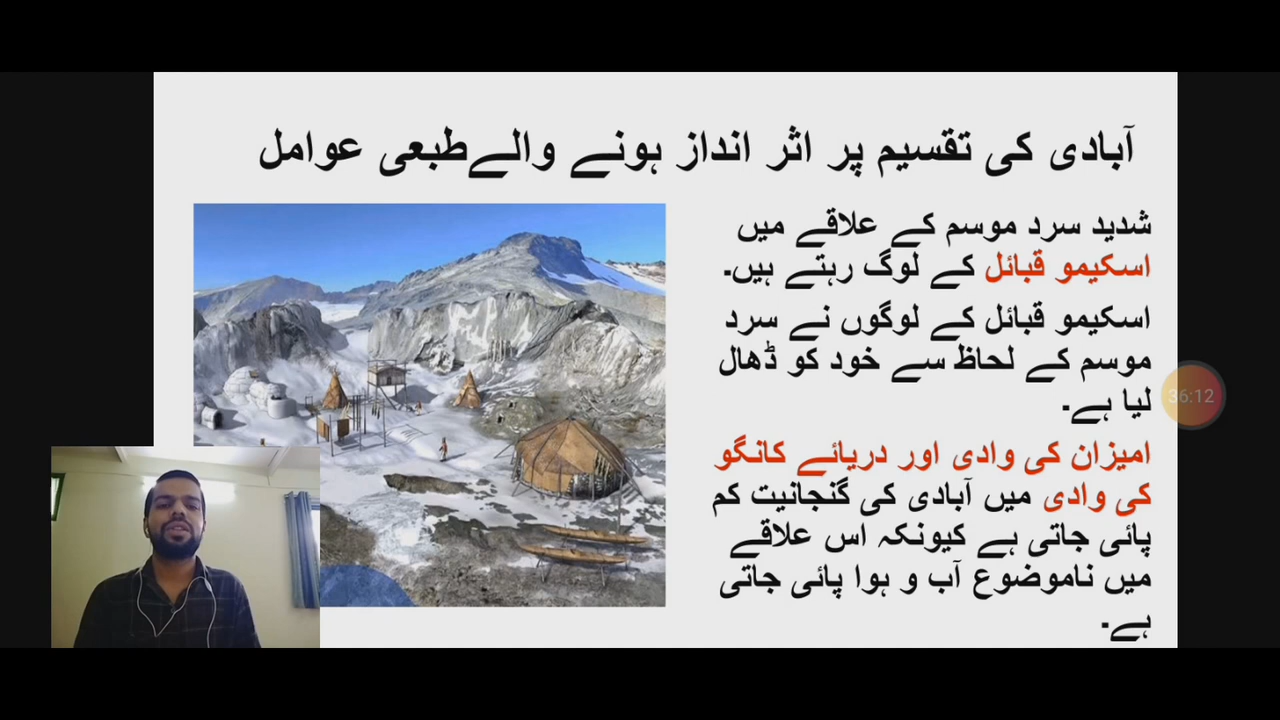 آبادی کی تقسیم پر اثر انداز ہونے والےطبعی عوامل
شدید سرد موسم کے علاقے میں
اسکیمو قبائل کے لوگ رہتے ہیں۔
اسکیمو قبائل کے لوگوں نے سرد
موسم کے لحاظ سے خود کو ڈھال
لیا ہے۔
امیزان کی وادی اور دریائے کانگو
کی وادی میں آبادی کی گنجانیت کم
پائی جاتی ہے کیونکہ اس علاقے
میں ناموضوع آب و ہوا پائی جاتی
ہے۔
36:12